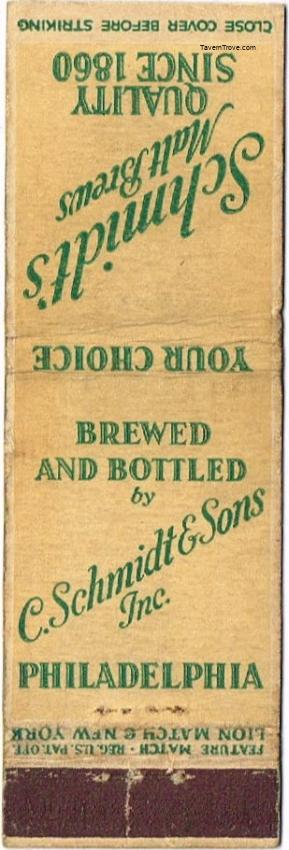 TavernTrove.com
CLOSE COVER BEFORE STRIKING
Schmidt's
Malt Brews
QUALITY
SINCE 1860
YOUR CHOICE
BREWED
AND BOTTLED
by
C. Schmidt & Sons
Inc.
PHILADELPHIA
FEATURE MATCH · REG. U.S. PAT. OFF.
LION MATCH CO NEW YORK